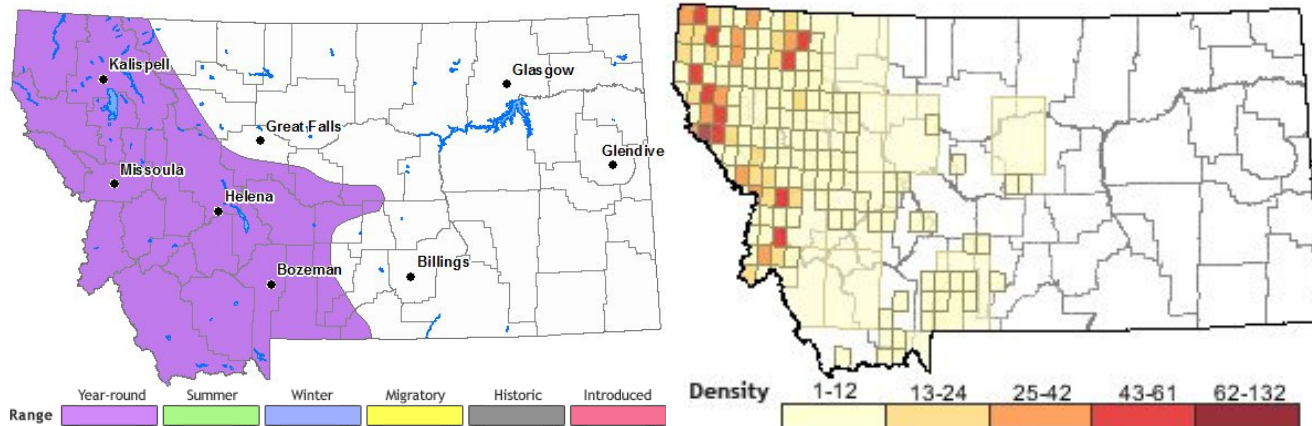 Kalispell
Glasgow
Great Falls
Glendive
Missoula
Helena
Bozeman
Billings
Year-round Summer Winter Migratory Historic Introduced
Range
Density 1-12 13-24 25-42 43-61 62-132